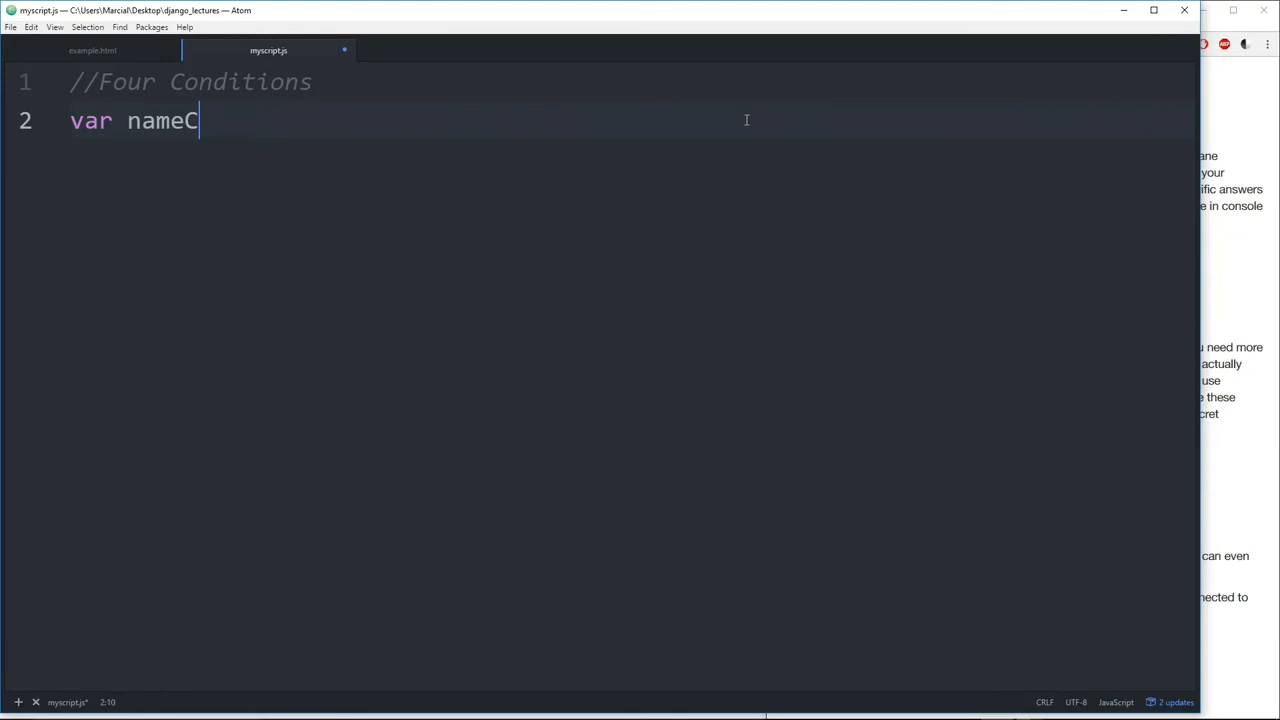 myscript.js — C:\Users\Marcial\Desktop\django_lectures — Atom
File Edit View Selection Find Packages Help
example.html myscript.js
ABP
1 //Four Conditions
2 var nameC
ane
your
ific answers
e in console
need more
actually
use
these
cret
can even
nected to
myscript.js* 2:10 CRLF UTF-8 JavaScript 2 updates